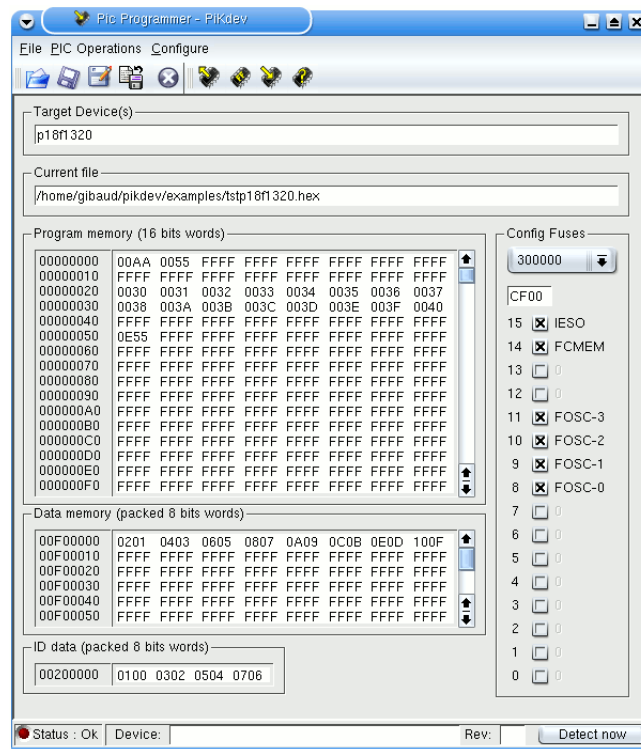 Pic Programmer - PiKdev
File PIC Operations Configure
Target Device(s)
p18f1320
Current file
/home/gibaud/pikdev/examples/tstp18f1320.hex
Program memory (16 bits words)
00000000 00AA 0055 FFFF FFFF FFFF FFFF FFFF FFFF
00000010 FFFF FFFF FFFF FFFF FFFF FFFF FFFF FFFF
00000020 0030 0031 0032 0033 0034 0035 0036 0037
00000030 0038 003A 003B 003C 003D 003E 003F 0040
00000040 FFFF FFFF FFFF FFFF FFFF FFFF FFFF FFFF
00000050 0E55 FFFF FFFF FFFF FFFF FFFF FFFF FFFF
00000060 FFFF FFFF FFFF FFFF FFFF FFFF FFFF FFFF
00000070 FFFF FFFF FFFF FFFF FFFF FFFF FFFF FFFF
00000080 FFFF FFFF FFFF FFFF FFFF FFFF FFFF FFFF
00000090 FFFF FFFF FFFF FFFF FFFF FFFF FFFF FFFF
000000A0 FFFF FFFF FFFF FFFF FFFF FFFF FFFF FFFF
000000B0 FFFF FFFF FFFF FFFF FFFF FFFF FFFF FFFF
000000C0 FFFF FFFF FFFF FFFF FFFF FFFF FFFF FFFF
000000D0 FFFF FFFF FFFF FFFF FFFF FFFF FFFF FFFF
000000E0 FFFF FFFF FFFF FFFF FFFF FFFF FFFF FFFF
000000F0 FFFF FFFF FFFF FFFF FFFF FFFF FFFF FFFF
Data memory (packed 8 bits words)
00F00000 0201 0403 0605 0807 0A09 0C0B 0E0D 100F
00F00010 FFFF FFFF FFFF FFFF FFFF FFFF FFFF FFFF
00F00020 FFFF FFFF FFFF FFFF FFFF FFFF FFFF FFFF
00F00030 FFFF FFFF FFFF FFFF FFFF FFFF FFFF FFFF
00F00040 FFFF FFFF FFFF FFFF FFFF FFFF FFFF FFFF
00F00050 FFFF FFFF FFFF FFFF FFFF FFFF FFFF FFFF
ID data (packed 8 bits words)
00200000 0100 0302 0504 0706
Config Fuses
300000
CF00
15 IESO
14 FCMEM
13 0
12 0
11 FOSC-3
10 FOSC-2
9 FOSC-1
8 FOSC-0
7 0
6 0
5 0
4 0
3 0
2 0
1 0
0 0
Status : Ok Device: Rev: Detect now